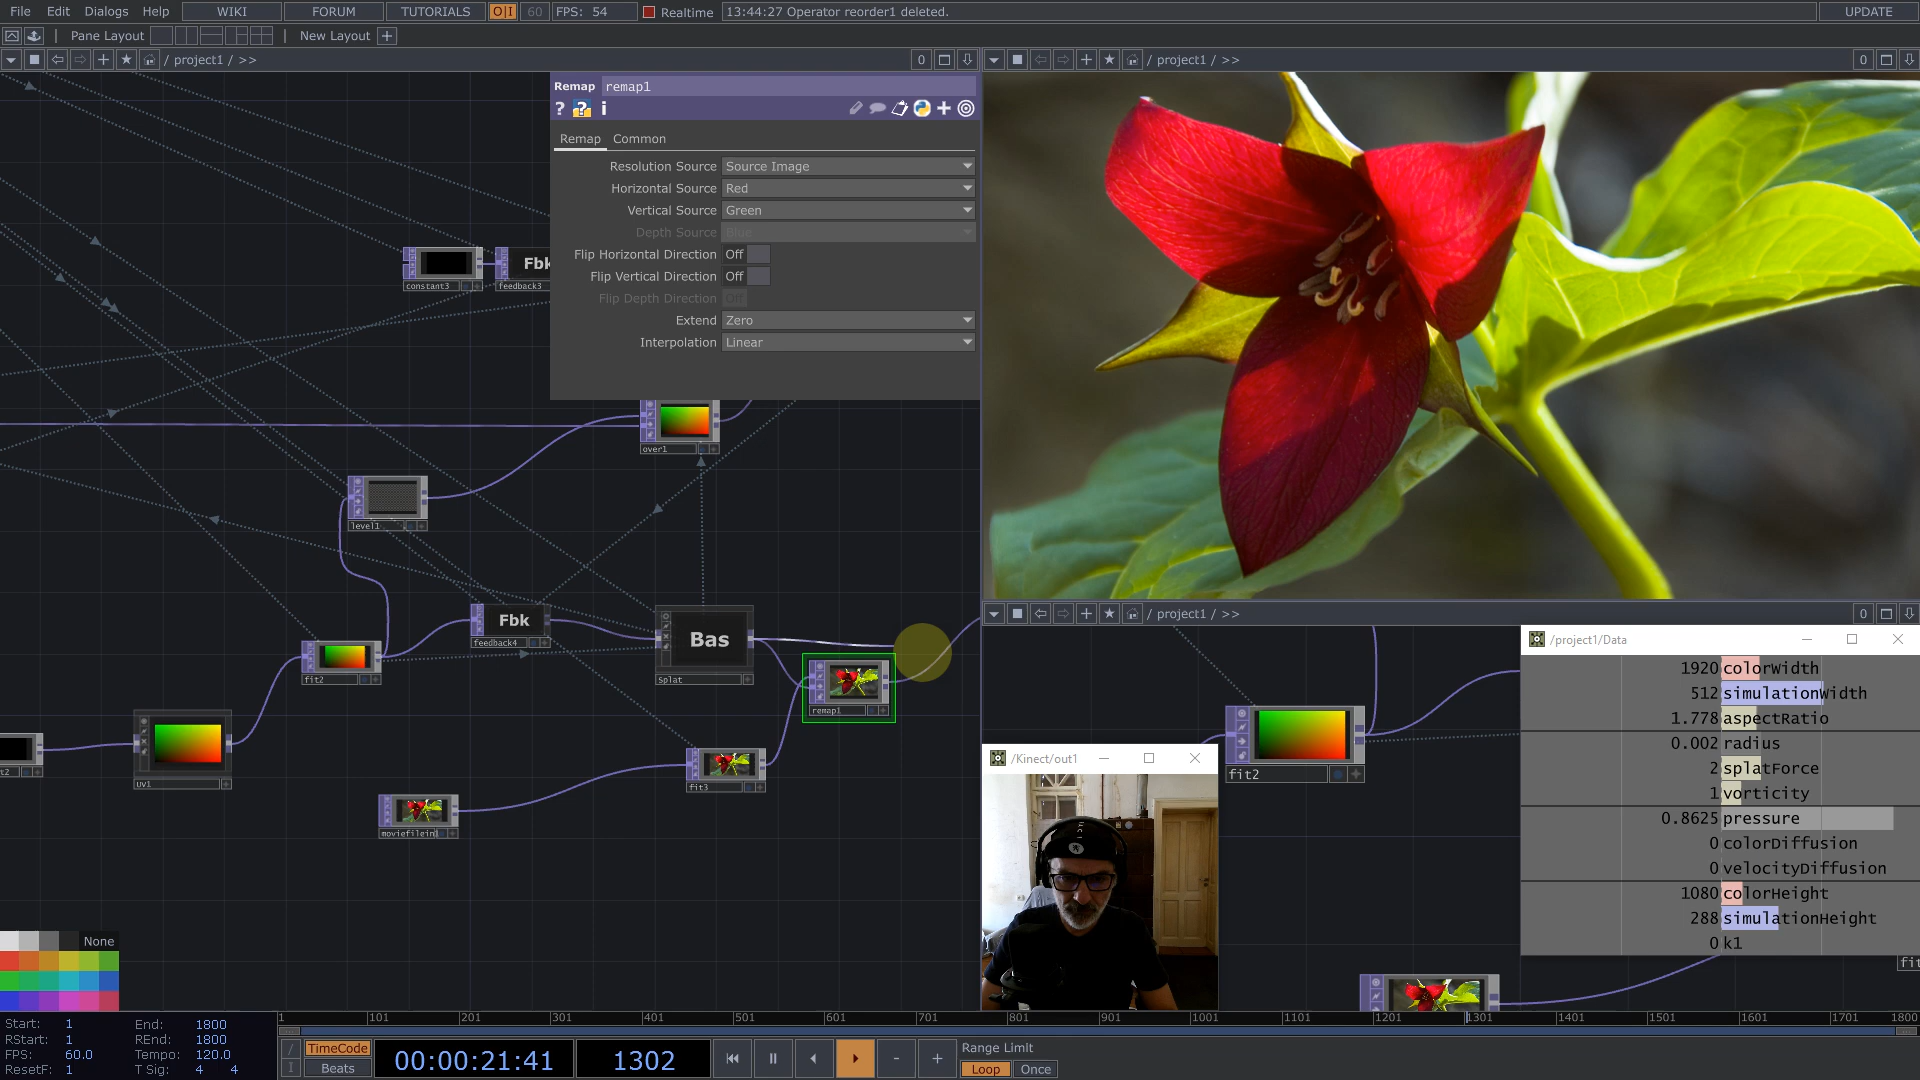 File Edit Dialogs Help WIKI FORUM TUTORIALS O|I 60 FPS: 54 Realtime 13:44:27 Operator reorder1 deleted. UPDATE
Pane Layout New Layout
/ project1 / >> 0
/ project1 / >> 0
Remap remap1
? ? i
Remap Common
Resolution Source Source Image
Horizontal Source Red
Vertical Source Green
Depth Source Blue
Flip Horizontal Direction Off
Flip Vertical Direction Off
Flip Depth Direction Off
Extend Zero
Interpolation Linear
Fbk
constant3 feedback3
over1
level1
Fbk
feedback4
Bas
Splat
fit2
remap1
t2
uv1
fit3
moviefilein1
/ project1 / >> 0
fit2
/project1/Data
1920 colorWidth
512 simulationWidth
1.778 aspectRatio
0.002 radius
2 splatForce
1 vorticity
0.8625 pressure
0 colorDiffusion
0 velocityDiffusion
1080 colorHeight
288 simulationHeight
0 k1
fit
/Kinect/out1
None
Start: 1 End: 1800
RStart: 1 REnd: 1800
FPS: 60.0 Tempo: 120.0
ResetF: 1 T Sig: 4 4
1 101 201 301 401 501 601 701 801 901 1001 1101 1201 1301 1401 1501 1601 1701 1800
TimeCode
Beats
00:00:21:41
1302
Range Limit
Loop Once